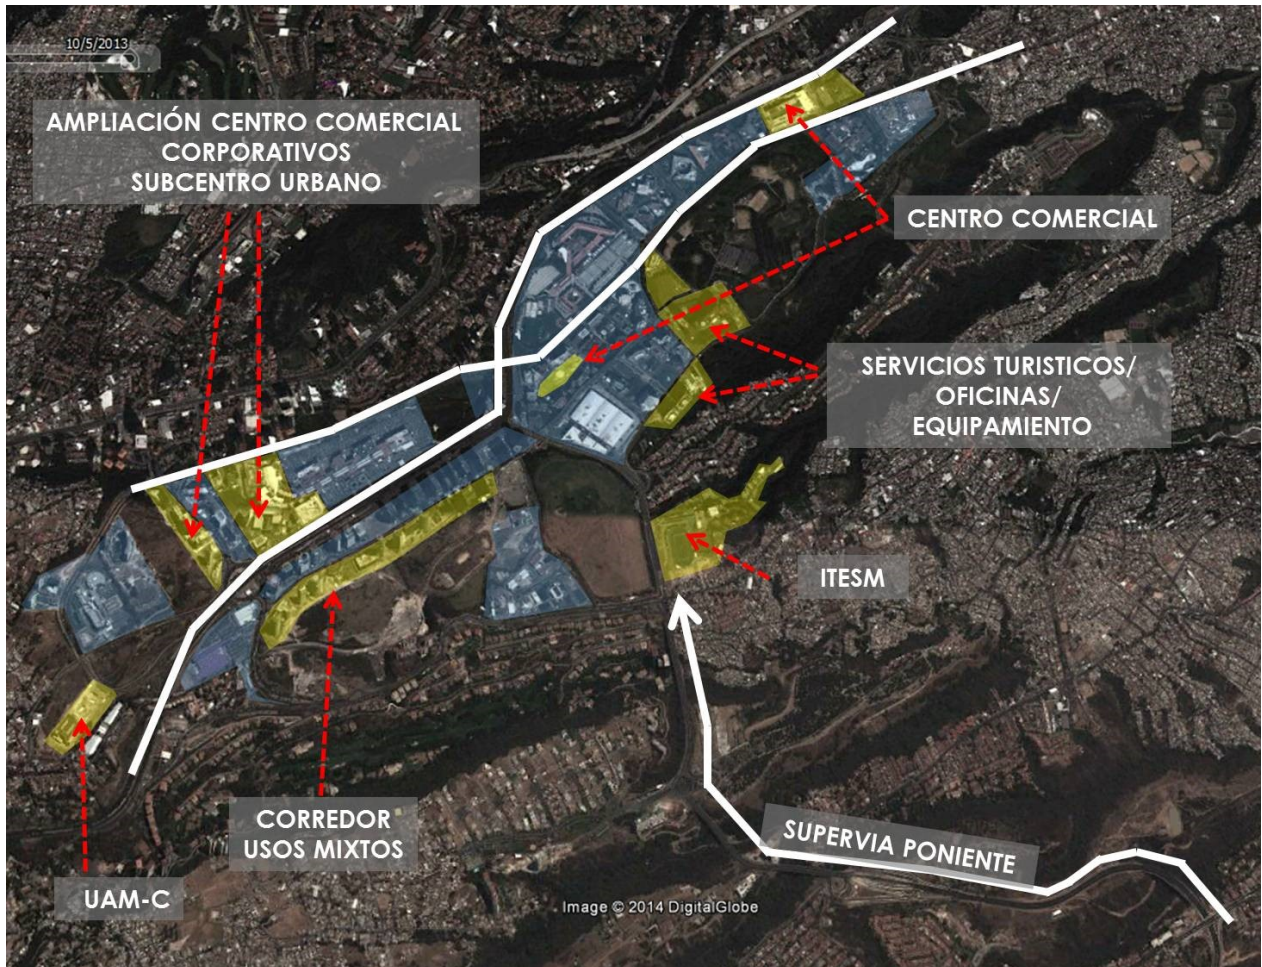 10/5/2013
AMPLIACIÓN CENTRO COMERCIAL
CORPORATIVOS
SUBCENTRO URBANO
CENTRO COMERCIAL
SERVICIOS TURISTICOS/
OFICINAS/
EQUIPAMIENTO
ITESM
SUPERVIA PONIENTE
CORREDOR
USOS MIXTOS
UAM-C
Image © 2014 DigitalGlobe